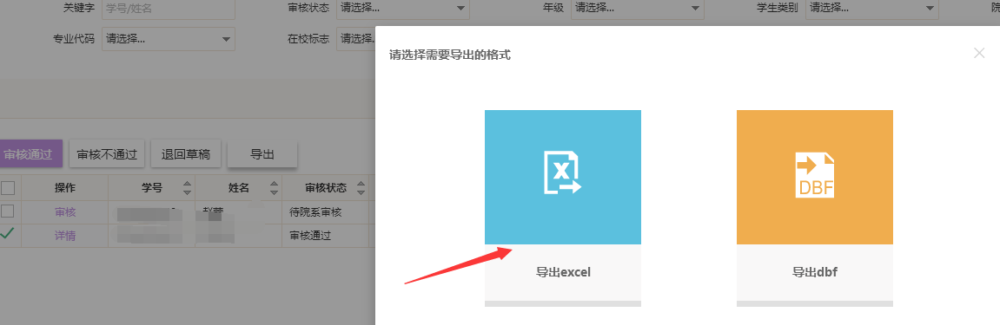 关键字 学号/姓名 审核状态 请选择... 年级 请选择... 学生类别 请选择... 院
专业代码 请选择... 在校标志 请选择
请选择需要导出的格式
审核通过 审核不通过 退回草稿 导出
操作 学号 姓名 审核状态
审核 待院系审核
详情 审核通过
X
DBF
导出excel 导出dbf